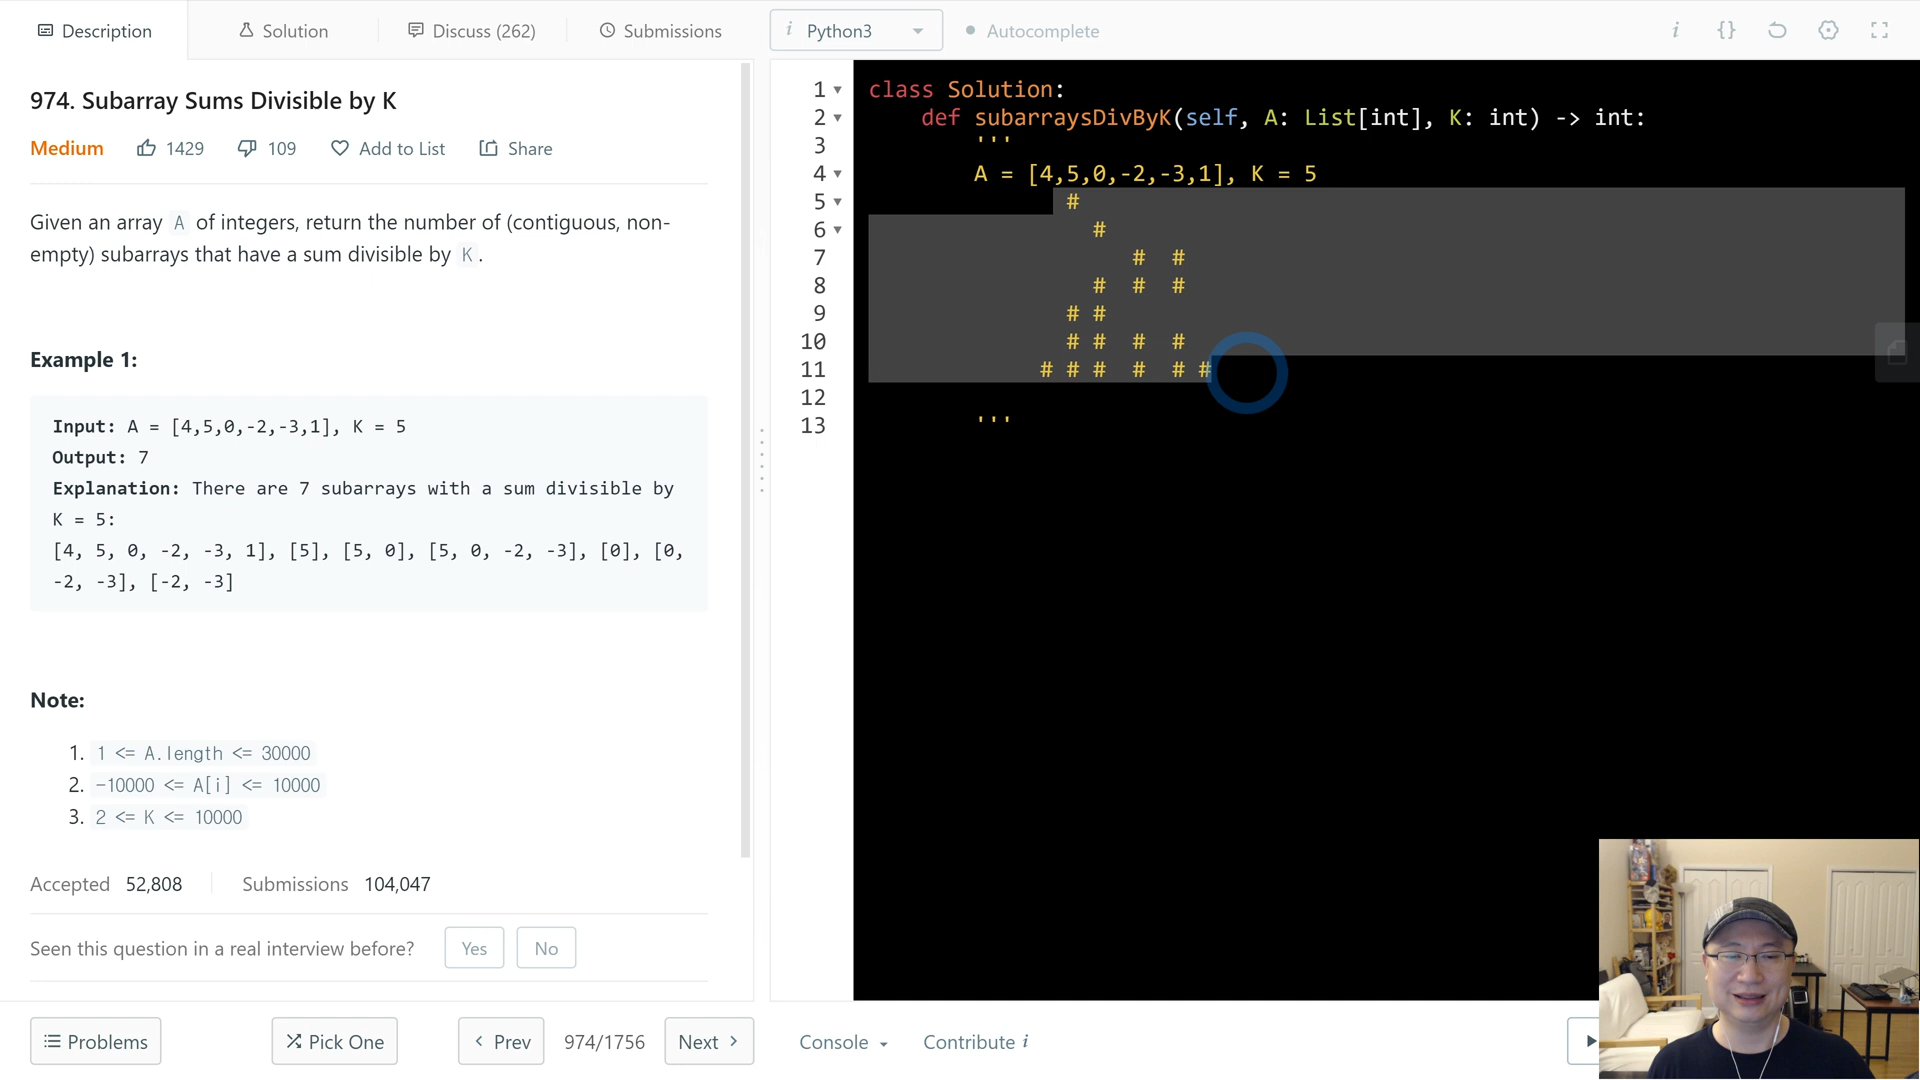 Description
Solution
Discuss (262)
Submissions
i Python3
Autocomplete
i {}
974. Subarray Sums Divisible by K
Medium 1429 109 Add to List Share
Given an array A of integers, return the number of (contiguous, non-
empty) subarrays that have a sum divisible by K.
Example 1:
Input: A = [4,5,0,-2,-3,1], K = 5
Output: 7
Explanation: There are 7 subarrays with a sum divisible by
K = 5:
[4, 5, 0, -2, -3, 1], [5], [5, 0], [5, 0, -2, -3], [0], [0,
-2, -3], [-2, -3]
Note:
1. 1 <= A.length <= 30000
2. -10000 <= A[i] <= 10000
3. 2 <= K <= 10000
Accepted 52,808 Submissions 104,047
Seen this question in a real interview before? Yes No
Problems
Pick One
< Prev 974/1756 Next >
1 class Solution:
2 def subarraysDivByK(self, A: List[int], K: int) -> int:
3 '''
4 A = [4,5,0,-2,-3,1], K = 5
5 #
6 #
7 # #
8 # # #
9 # #
10 # # # #
11 # # # # # #
12
13 '''
Console
Contribute i